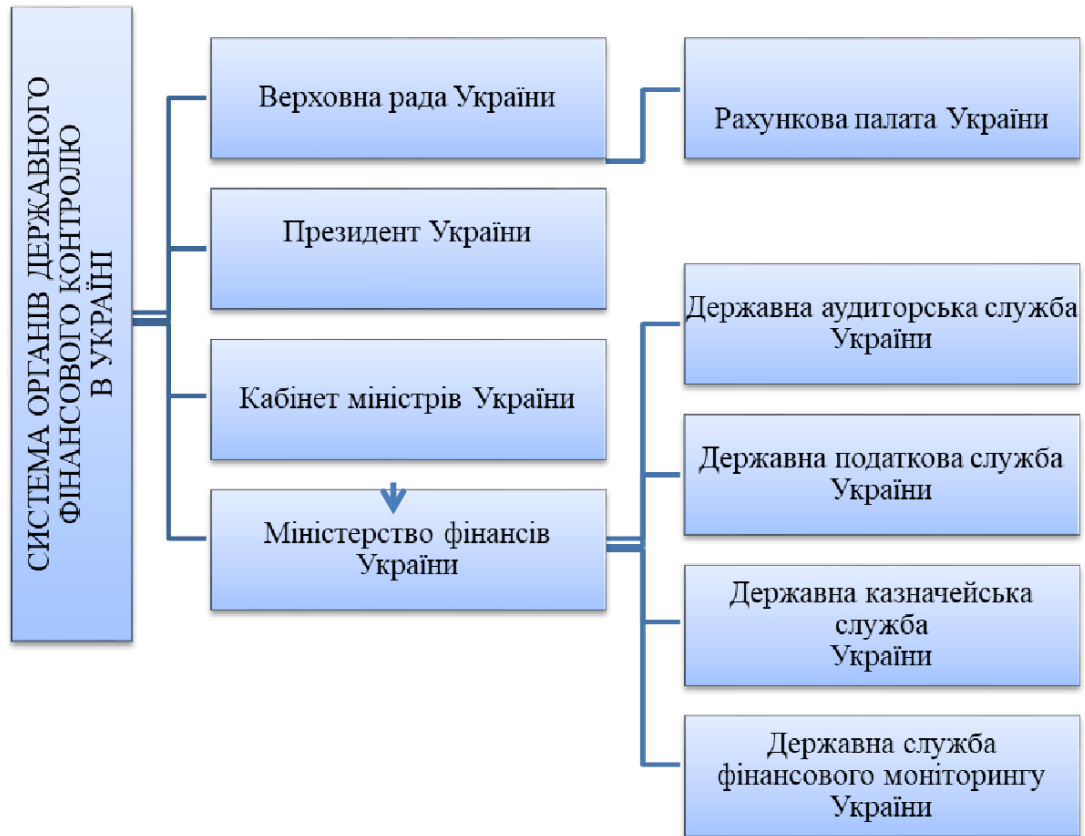 СИСТЕМА ОРГАНІВ ДЕРЖАВНОГО
ФІНАНСОВОГО КОНТРОЛЮ
В УКРАЇНІ
Верховна рада України
Рахункова палата України
Президент України
Кабінет міністрів України
Міністерство фінансів
України
Державна аудиторська служба
України
Державна податкова служба
України
Державна казначейська
служба
України
Державна служба
фінансового моніторингу
України